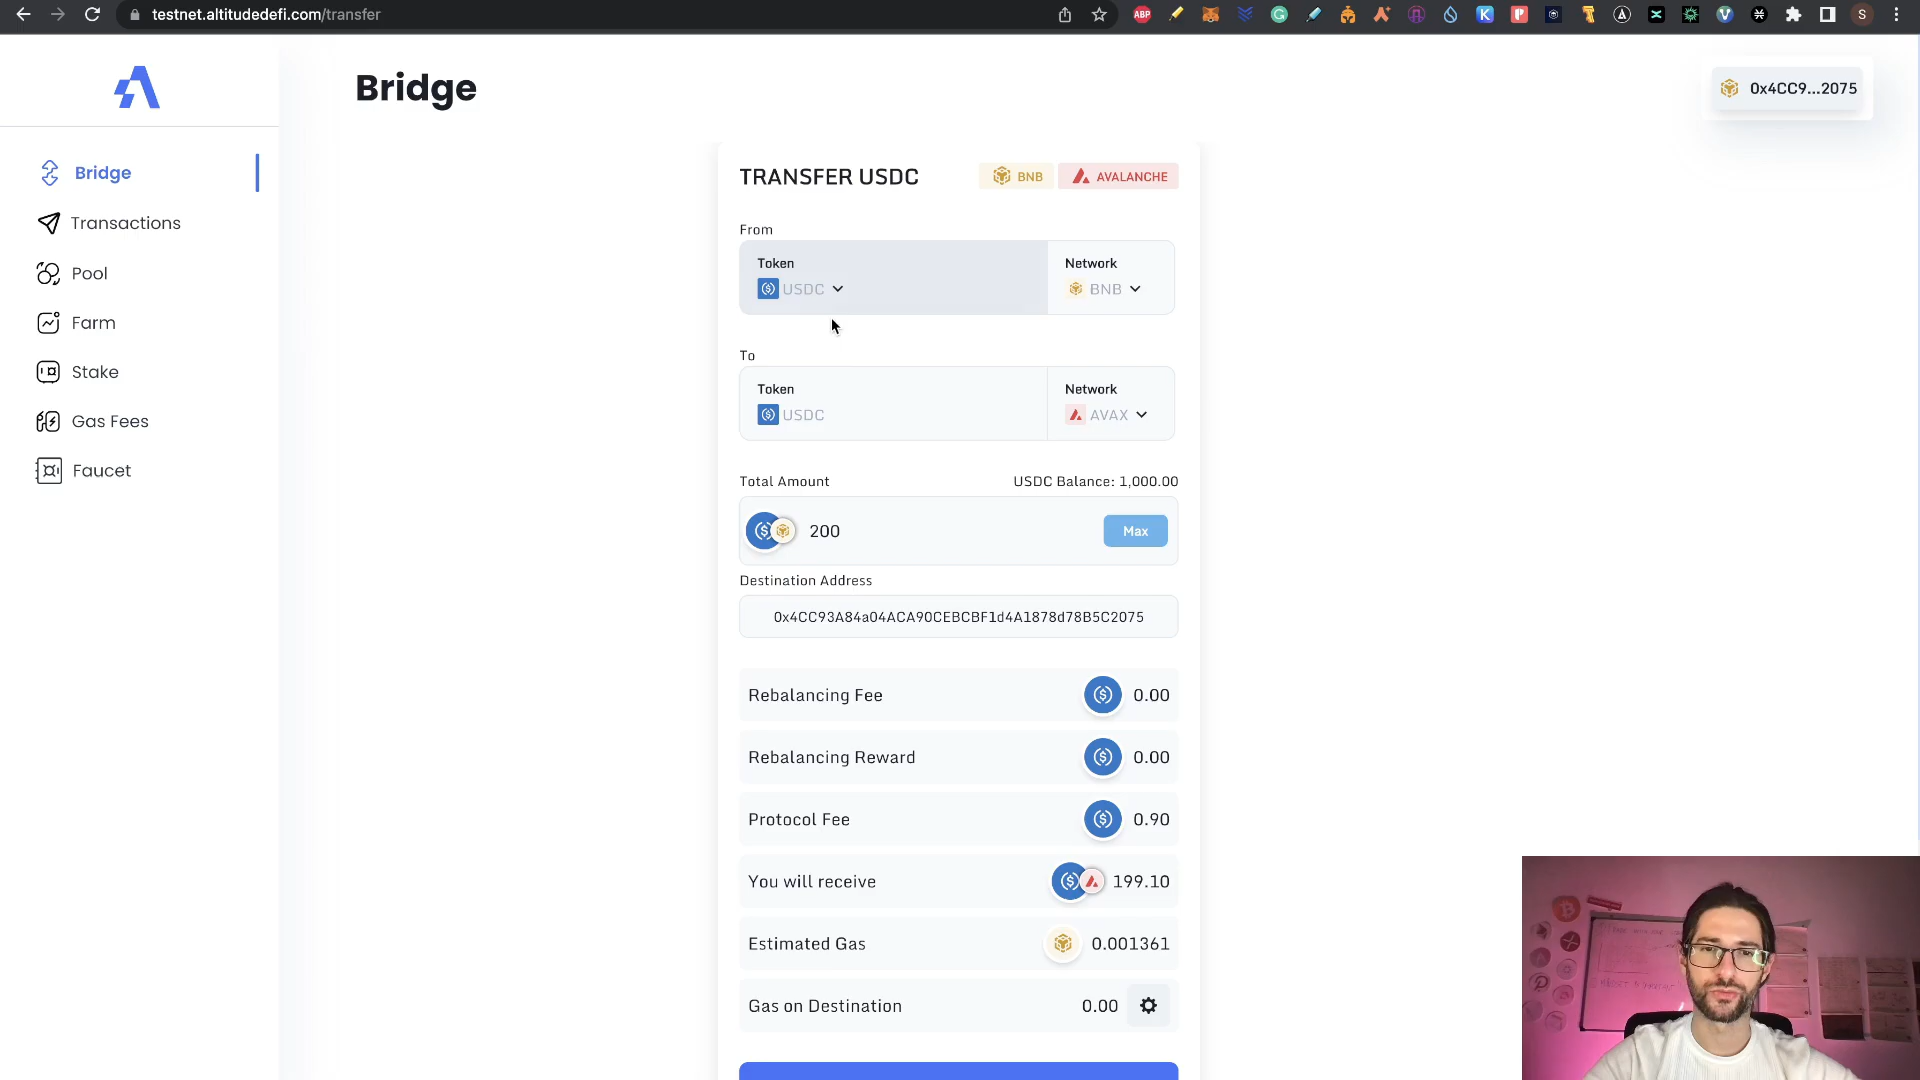 testnet.altitudedefi.com/transfer
ABP
S
Bridge
0x4CC9...2075
Bridge
Transactions
Pool
Farm
Stake
Gas Fees
Faucet
TRANSFER USDC
BNB
AVALANCHE
From
Token
USDC
Network
BNB
To
Token
USDC
Network
AVAX
Total Amount
USDC Balance: 1,000.00
200
Max
Destination Address
0x4CC93A84a04ACA90CEBCBF1d4A1878d78B5C2075
Rebalancing Fee
0.00
Rebalancing Reward
0.00
Protocol Fee
0.90
You will receive
199.10
Estimated Gas
0.001361
Gas on Destination
0.00